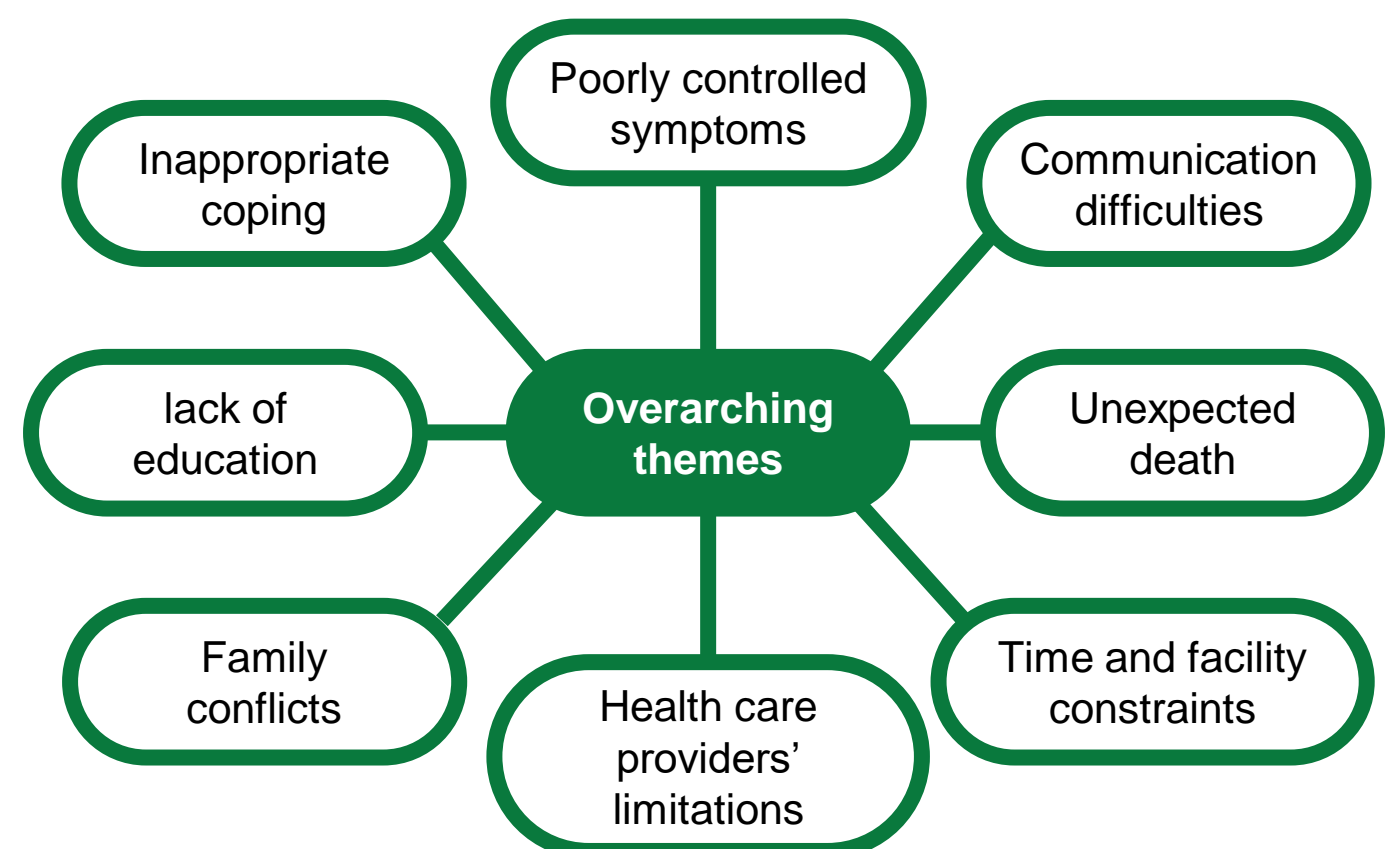 Poorly controlled
symptoms
Inappropriate
coping
Communication
difficulties
lack of
education
Overarching
themes
Unexpected
death
Family
conflicts
Health care
providers’
limitations
Time and facility
constraints